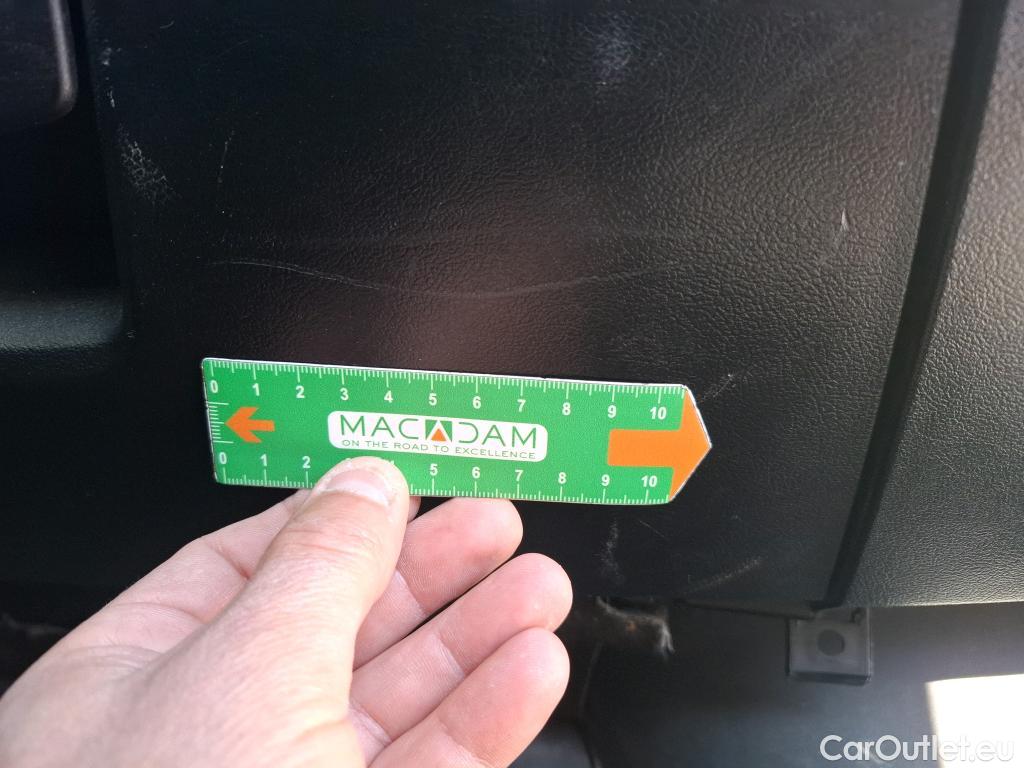 0 1 2 3 4 5 6 7 8 9 10
MACADAM
ON THE ROAD TO EXCELLENCE
0 1 2 4 5 6 7 8 9 10
CarOutlet.eu